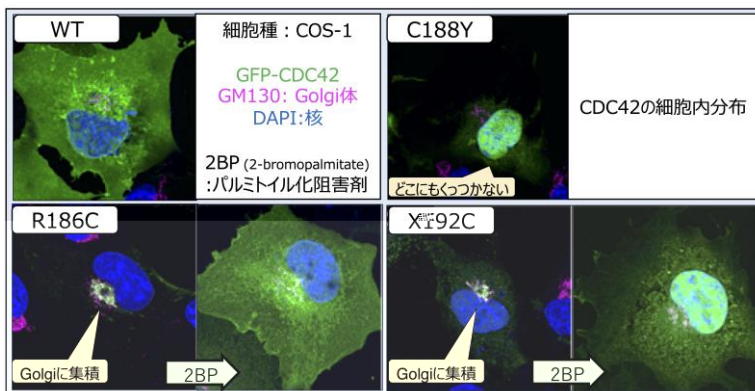 WT
細胞種：COS-1
GFP-CDC42
GM130: Golgi体
DAPI:核
2BP (2-bromopalmitate)
:パルミトイル化阻害剤
C188Y
どこにもくっつかない
CDC42の細胞内分布
R186C
Golgiに集積
2BP
Golgiに集積
2BP